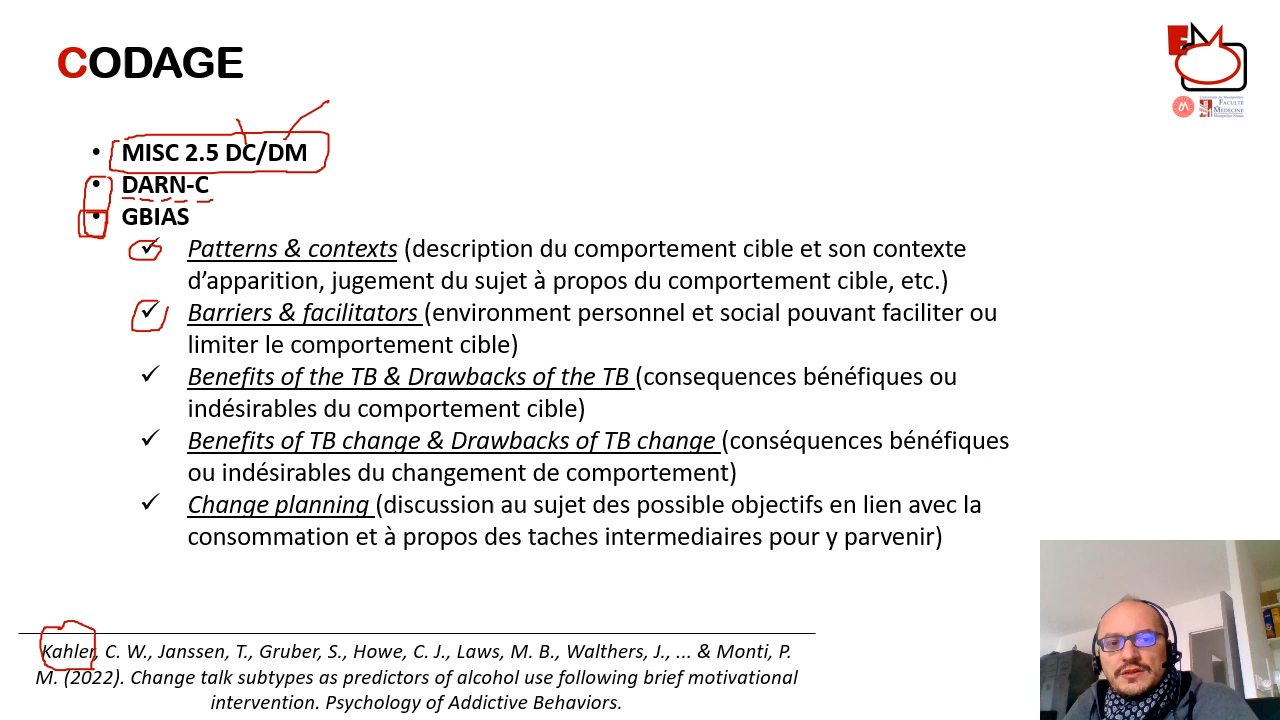 CODAGE
• MISC 2.5 DC/DM
• DARN-C
• GBIAS
✓ Patterns & contexts (description du comportement cible et son contexte
d’apparition, jugement du sujet à propos du comportement cible, etc.)
✓ Barriers & facilitators (environment personnel et social pouvant faciliter ou
limiter le comportement cible)
✓ Benefits of the TB & Drawbacks of the TB (consequences bénéfiques ou
indésirables du comportement cible)
✓ Benefits of TB change & Drawbacks of TB change (conséquences bénéfiques
ou indésirables du changement de comportement)
✓ Change planning (discussion au sujet des possible objectifs en lien avec la
consommation et à propos des taches intermediaires pour y parvenir)
Kahler, C. W., Janssen, T., Gruber, S., Howe, C. J., Laws, M. B., Walthers, J., ... & Monti, P.
M. (2022). Change talk subtypes as predictors of alcohol use following brief motivational
intervention. Psychology of Addictive Behaviors.
Faculté
Médecine